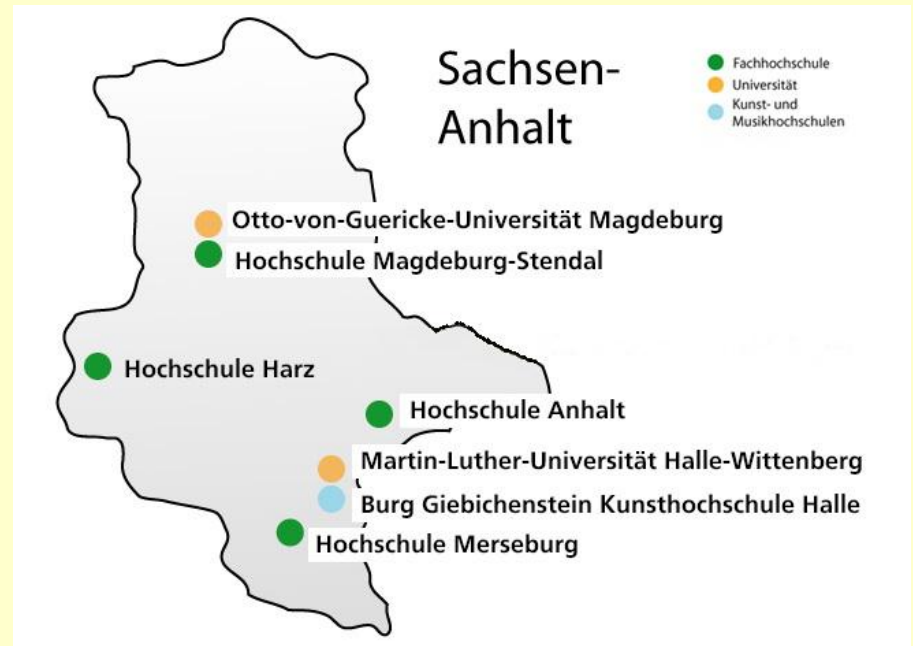 Sachsen-
Anhalt
Fachhochschule
Universität
Kunst- und
Musikhochschulen
Otto-von-Guericke-Universität Magdeburg
Hochschule Magdeburg-Stendal
Hochschule Harz
Hochschule Anhalt
Martin-Luther-Universität Halle-Wittenberg
Burg Giebichenstein Kunsthochschule Halle
Hochschule Merseburg